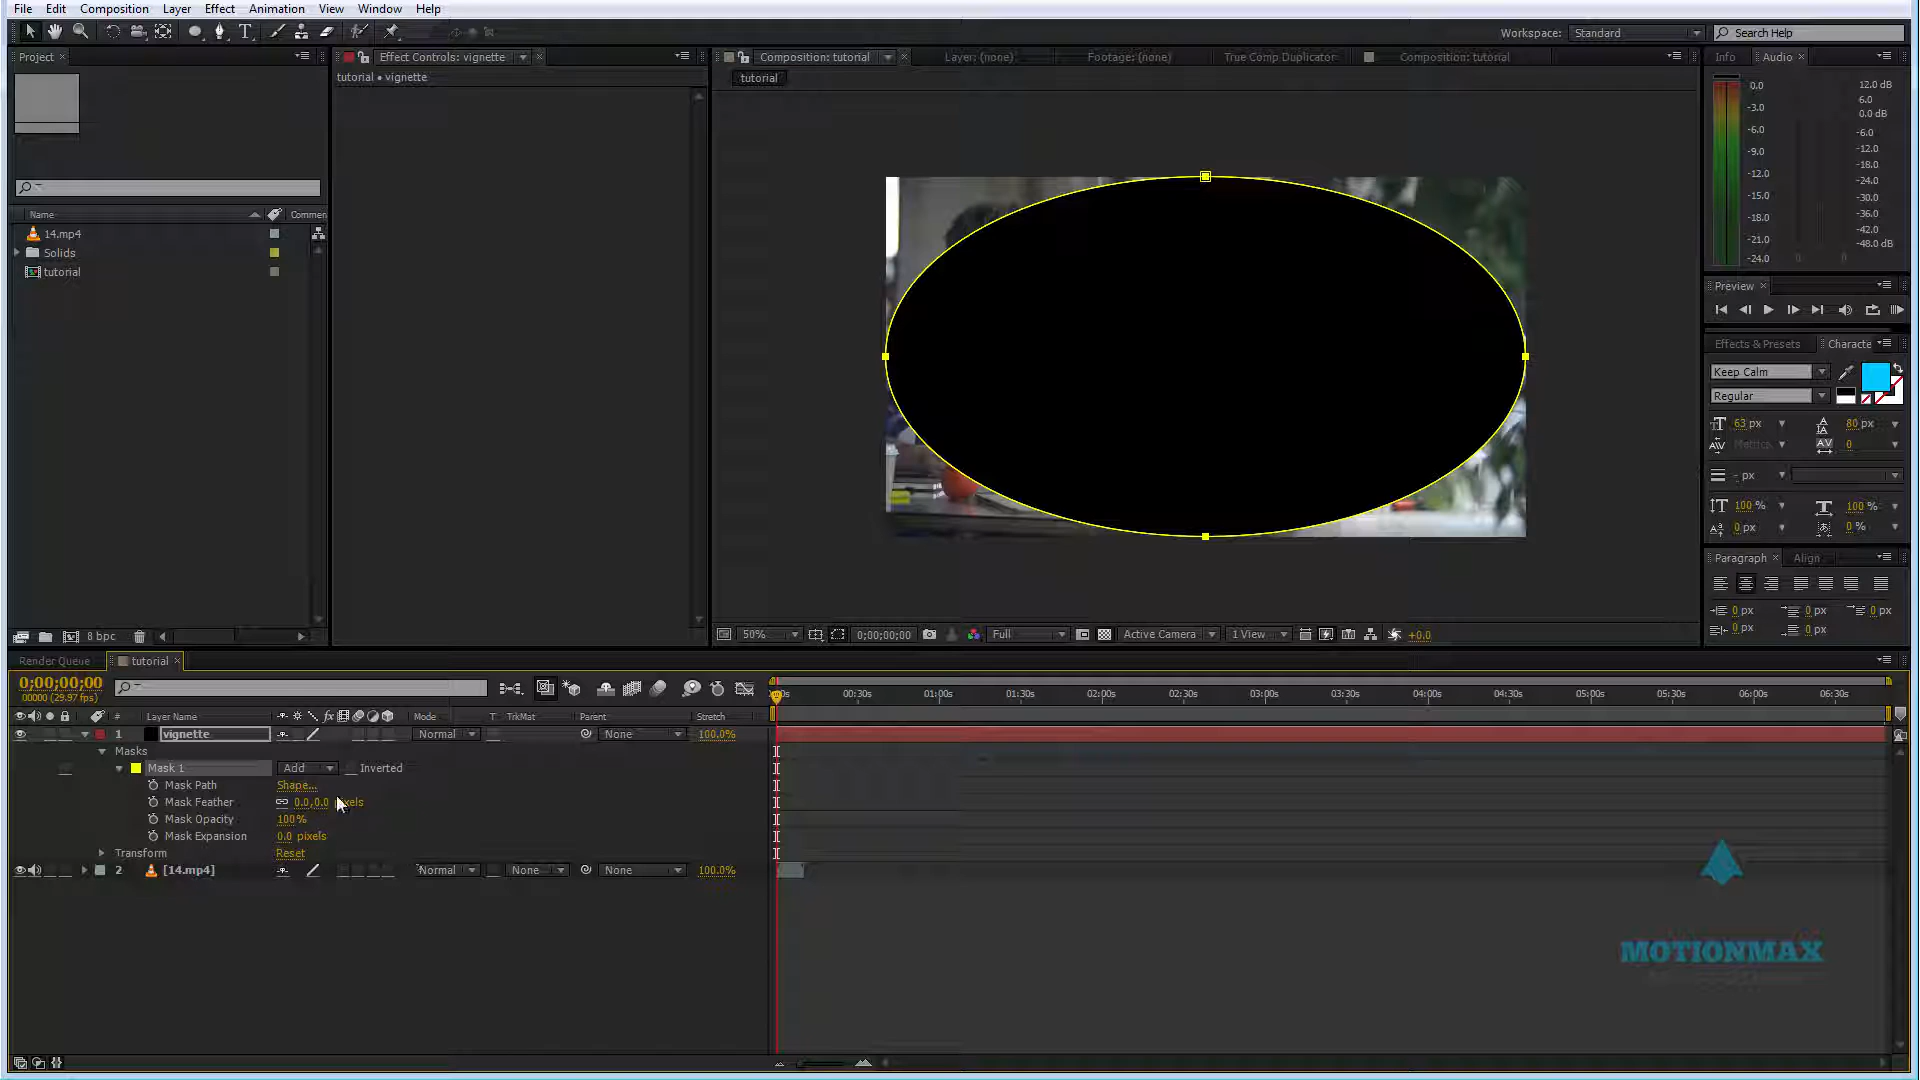 File Edit Composition Layer Effect Animation View Window Help
Workspace: Standard Search Help
Project Effect Controls: vignette Composition: tutorial Layer: (none) Footage: (none) True Comp Duplicator Composition: tutorial Info Audio
tutorial • vignette
tutorial
0.0 12.0 dB
6.0
-3.0 0.0 dB
-6.0 -6.0
-9.0 -12.0
-18.0
-12.0 -24.0
-15.0 -30.0
-18.0 -36.0
-21.0 -42.0
-24.0 -48.0 dB
0 0
Name Commen
14.mp4
Solids
tutorial
Preview
Effects & Presets Characte
Keep Calm
Regular
63 px 80 px
Metrics 0
- px
100 % 100 %
0 px 0 %
Paragraph Align
0 px 0 px 0 px
0 px 0 px
8 bpc
50% 0;00;00;00 Full Active Camera 1 View +0.0
Render Queue tutorial
0;00;00;00
00000 (29.97 fps)
00s 00:30s 01:00s 01:30s 02:00s 02:30s 03:00s 03:30s 04:00s 04:30s 05:00s 05:30s 06:00s 06:30s
# Layer Name fx Mode T TrkMat Parent Stretch
1 vignette Normal None 100.0%
Masks
Mask 1 Add Inverted
Mask Path Shape...
Mask Feather 0.0,0.0 pixels
Mask Opacity 100%
Mask Expansion 0.0 pixels
Transform Reset
2 [14.mp4] Normal None None 100.0%
MOTIONMAX